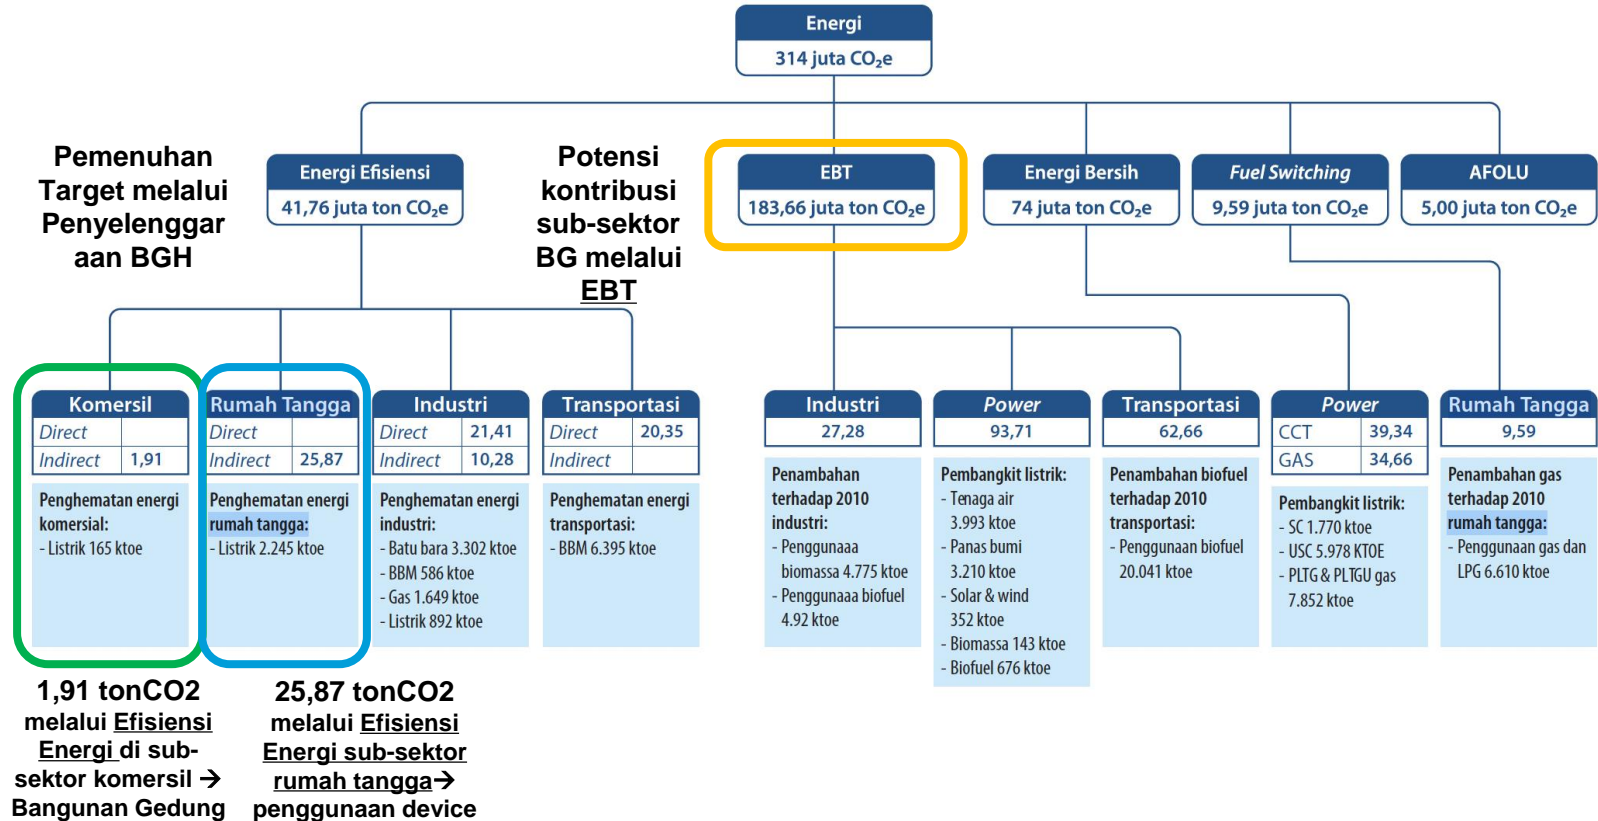 Energi
314 juta CO₂e
Pemenuhan
Target melalui
Penyelenggar
aan BGH
Energi Efisiensi
41,76 juta ton CO₂e
Potensi
kontribusi
sub-sektor
BG melalui
EBT
EBT
183,66 juta ton CO₂e
Energi Bersih
74 juta ton CO₂e
Fuel Switching
9,59 juta ton CO₂e
AFOLU
5,00 juta ton CO₂e
Komersil
Direct
Indirect 1,91
Penghematan energi
komersial:
- Listrik 165 ktoe
Rumah Tangga
Direct
Indirect 25,87
Penghematan energi
rumah tangga:
- Listrik 2.245 ktoe
Industri
Direct 21,41
Indirect 10,28
Penghematan energi
industri:
- Batu bara 3.302 ktoe
- BBM 586 ktoe
- Gas 1.649 ktoe
- Listrik 892 ktoe
Transportasi
Direct 20,35
Indirect
Penghematan energi
transportasi:
- BBM 6.395 ktoe
Industri
27,28
Penambahan
terhadap 2010
industri:
- Penggunaaa
biomassa 4.775 ktoe
- Penggunaaa biofuel
4.92 ktoe
Power
93,71
Pembangkit listrik:
- Tenaga air
3.993 ktoe
- Panas bumi
3.210 ktoe
- Solar & wind
352 ktoe
- Biomassa 143 ktoe
- Biofuel 676 ktoe
Transportasi
62,66
Penambahan biofuel
terhadap 2010
transportasi:
- Penggunaan biofuel
20.041 ktoe
Power
CCT 39,34
GAS 34,66
Pembangkit listrik:
- SC 1.770 ktoe
- USC 5.978 KTOE
- PLTG & PLTGU gas
7.852 ktoe
Rumah Tangga
9,59
Penambahan gas
terhadap 2010
rumah tangga:
- Penggunaan gas dan
LPG 6.610 ktoe
1,91 tonCO2
melalui Efisiensi
Energi di sub-
sektor komersil →
Bangunan Gedung
25,87 tonCO2
melalui Efisiensi
Energi sub-sektor
rumah tangga→
penggunaan device